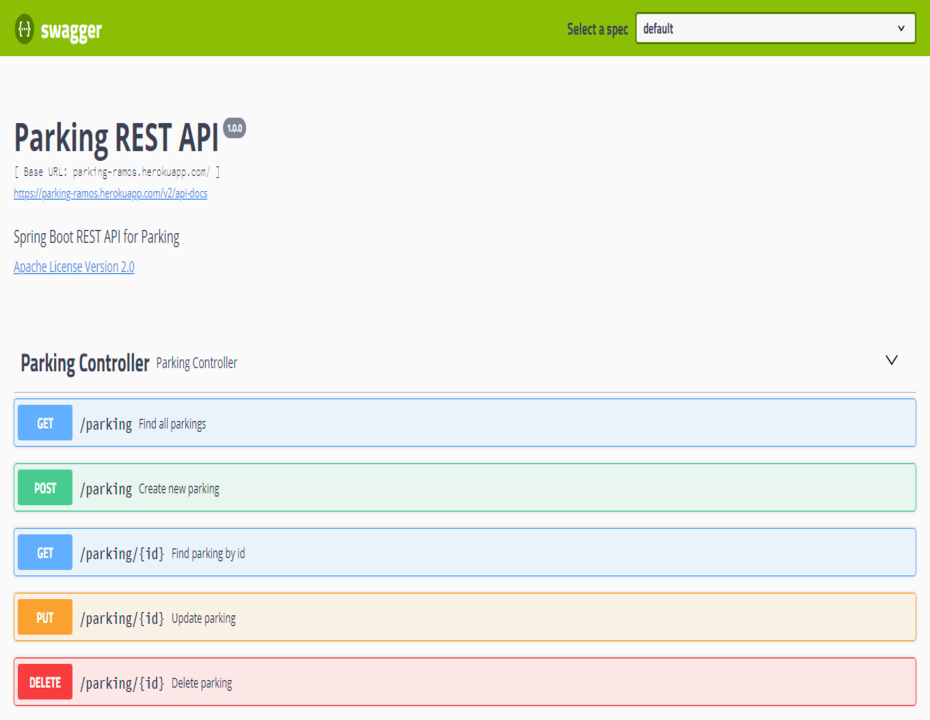 {···} swagger Select a spec default
Parking REST API 1.0.0
[ Base URL: parking-ramos.herokuapp.com/ ]
https://parking-ramos.herokuapp.com/v2/api-docs
Spring Boot REST API for Parking
Apache License Version 2.0
Parking Controller Parking Controller
GET /parking Find all parkings
POST /parking Create new parking
GET /parking/{id} Find parking by id
PUT /parking/{id} Update parking
DELETE /parking/{id} Delete parking